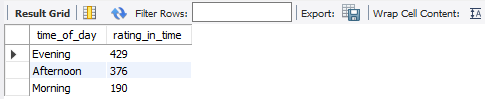 Result Grid Filter Rows: Export: Wrap Cell Content:
time_of_day rating_in_time
Evening 429
Afternoon 376
Morning 190